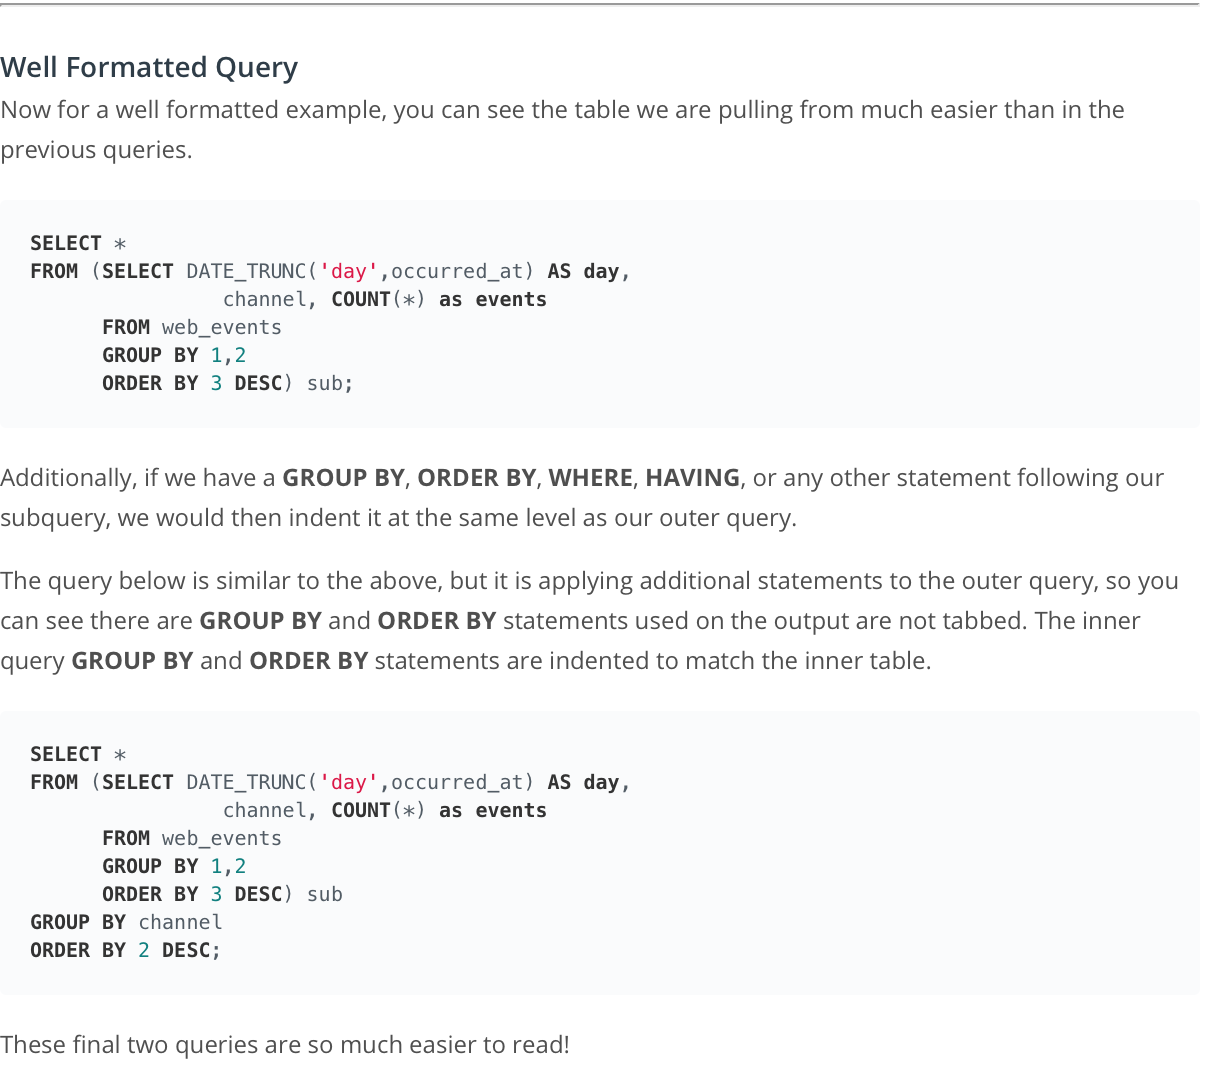 Well Formatted Query
Now for a well formatted example, you can see the table we are pulling from much easier than in the
previous queries.
SELECT *
FROM (SELECT DATE_TRUNC('day',occurred_at) AS day,
                channel, COUNT(*) as events
      FROM web_events
      GROUP BY 1,2
      ORDER BY 3 DESC) sub;
Additionally, if we have a GROUP BY, ORDER BY, WHERE, HAVING, or any other statement following our
subquery, we would then indent it at the same level as our outer query.
The query below is similar to the above, but it is applying additional statements to the outer query, so you
can see there are GROUP BY and ORDER BY statements used on the output are not tabbed. The inner
query GROUP BY and ORDER BY statements are indented to match the inner table.
SELECT *
FROM (SELECT DATE_TRUNC('day',occurred_at) AS day,
                channel, COUNT(*) as events
      FROM web_events
      GROUP BY 1,2
      ORDER BY 3 DESC) sub
GROUP BY channel
ORDER BY 2 DESC;
These final two queries are so much easier to read!